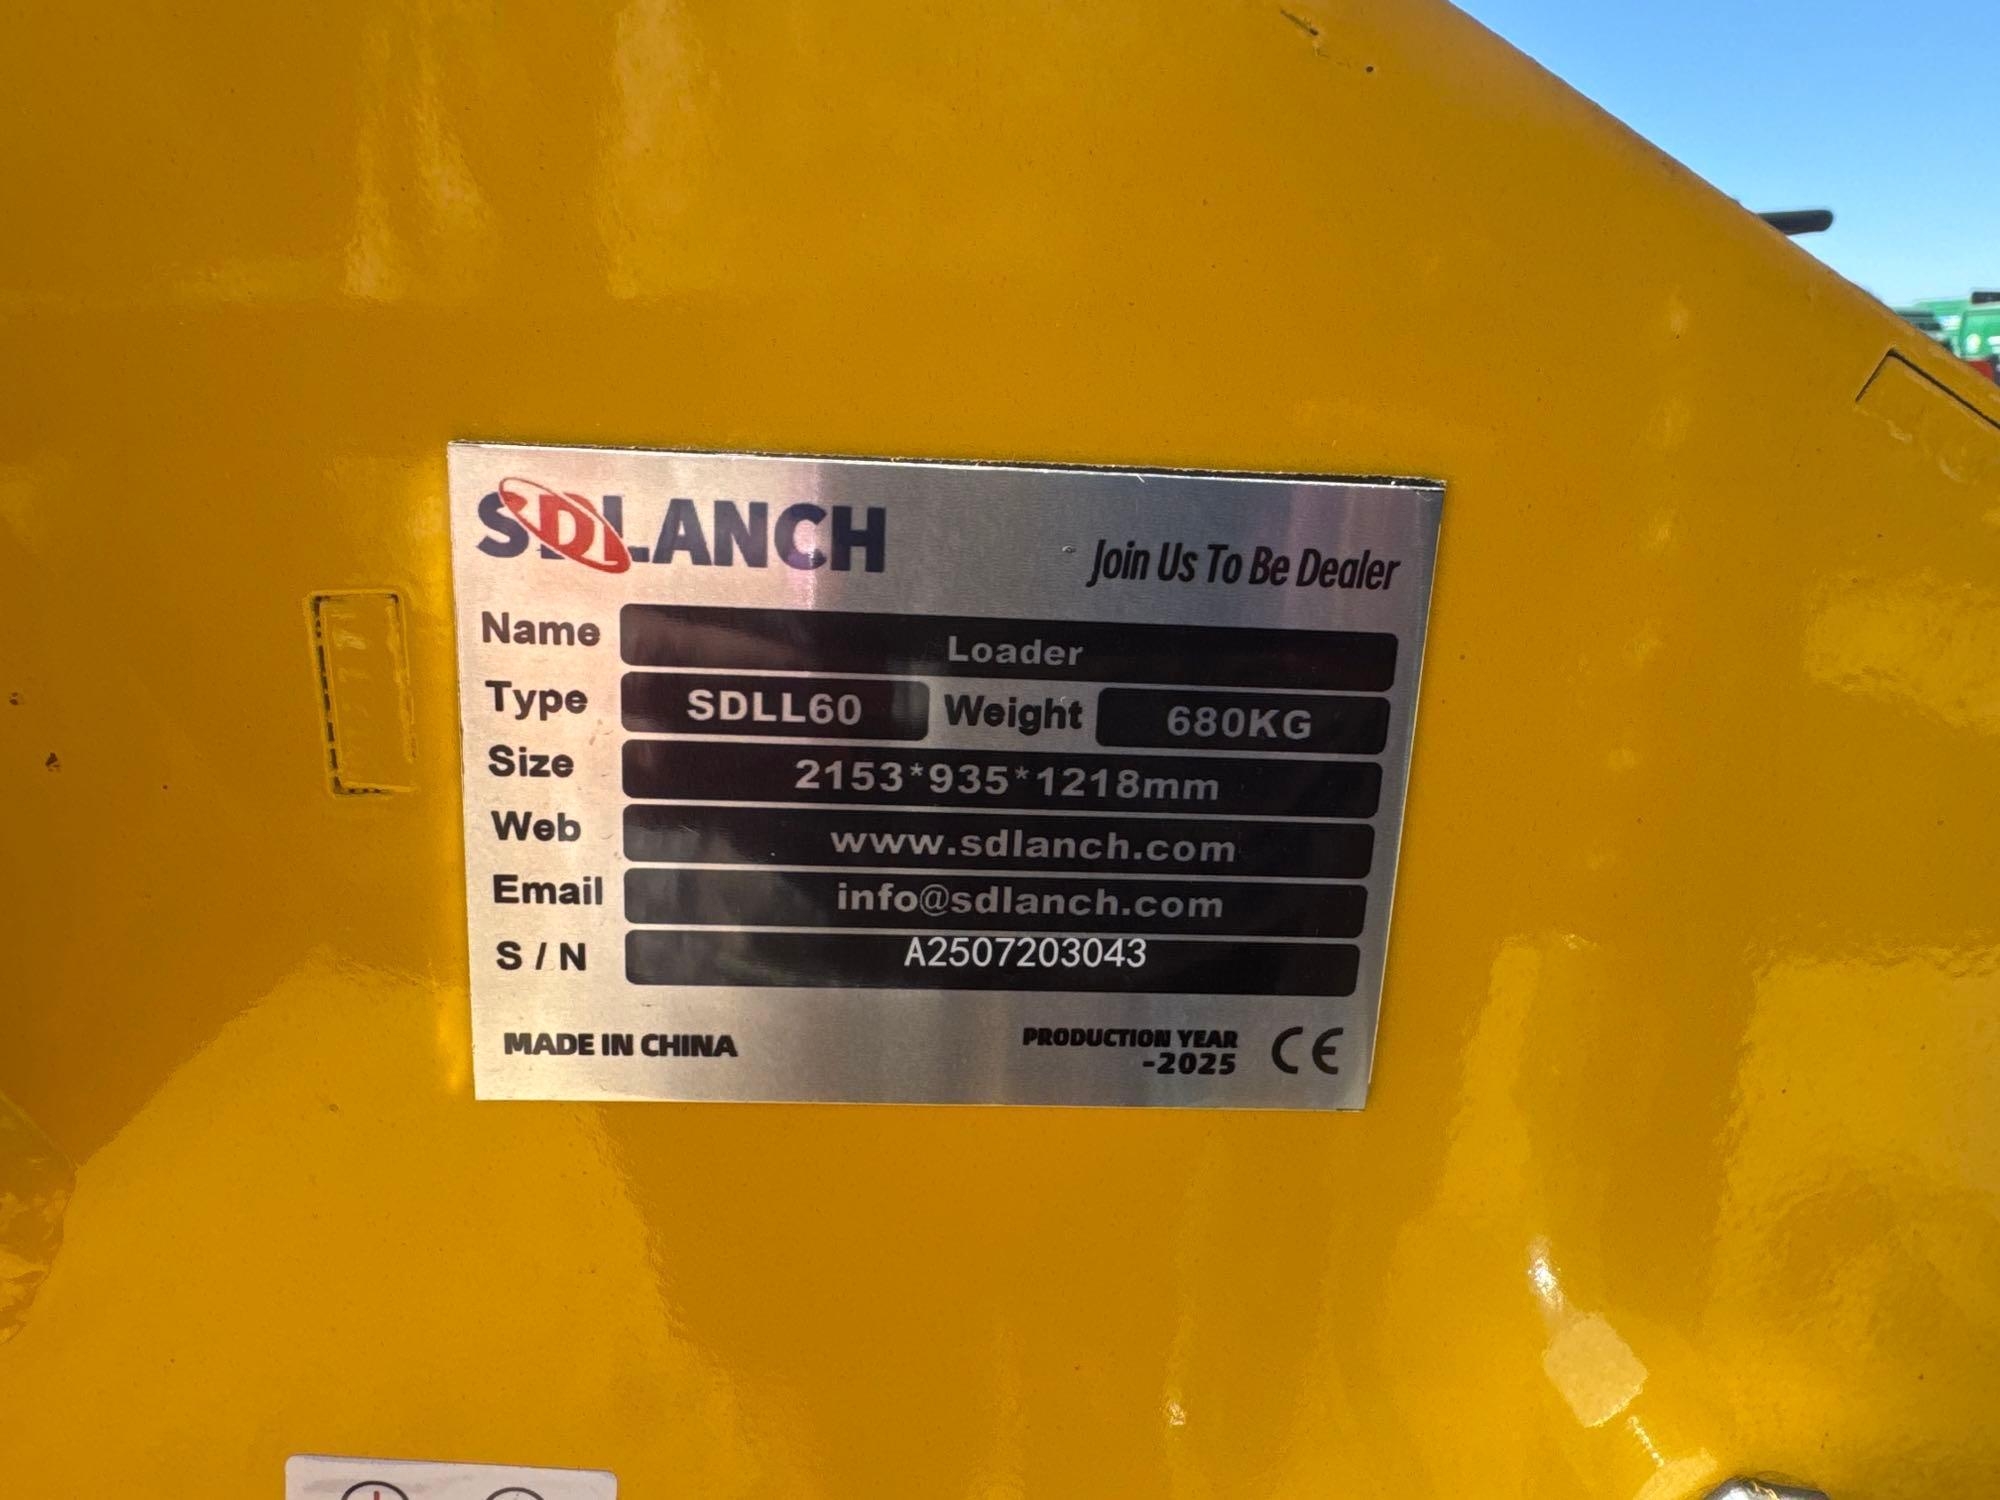 SDLANCH
Join Us To Be Dealer
Name Loader
Type SDLL60 Weight 680KG
Size 2153*935*1218mm
Web www.sdlanch.com
Email info@sdlanch.com
S / N A2507203043
MADE IN CHINA PRODUCTION YEAR CE
-2025